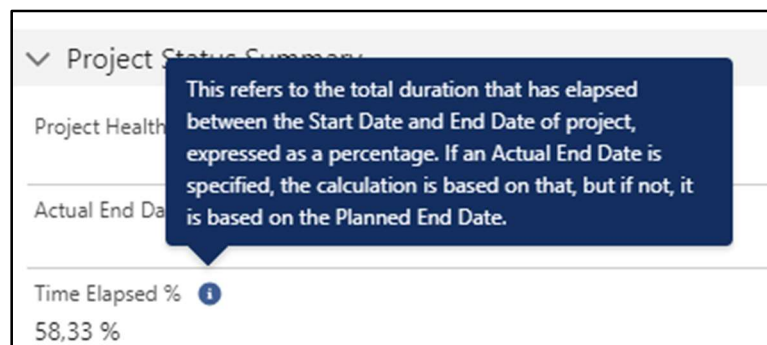 Project Status Summary
This refers to the total duration that has elapsed
between the Start Date and End Date of project,
expressed as a percentage. If an Actual End Date is
specified, the calculation is based on that, but if not, it
is based on the Planned End Date.
Project Health
Actual End Da
Time Elapsed %
58,33 %